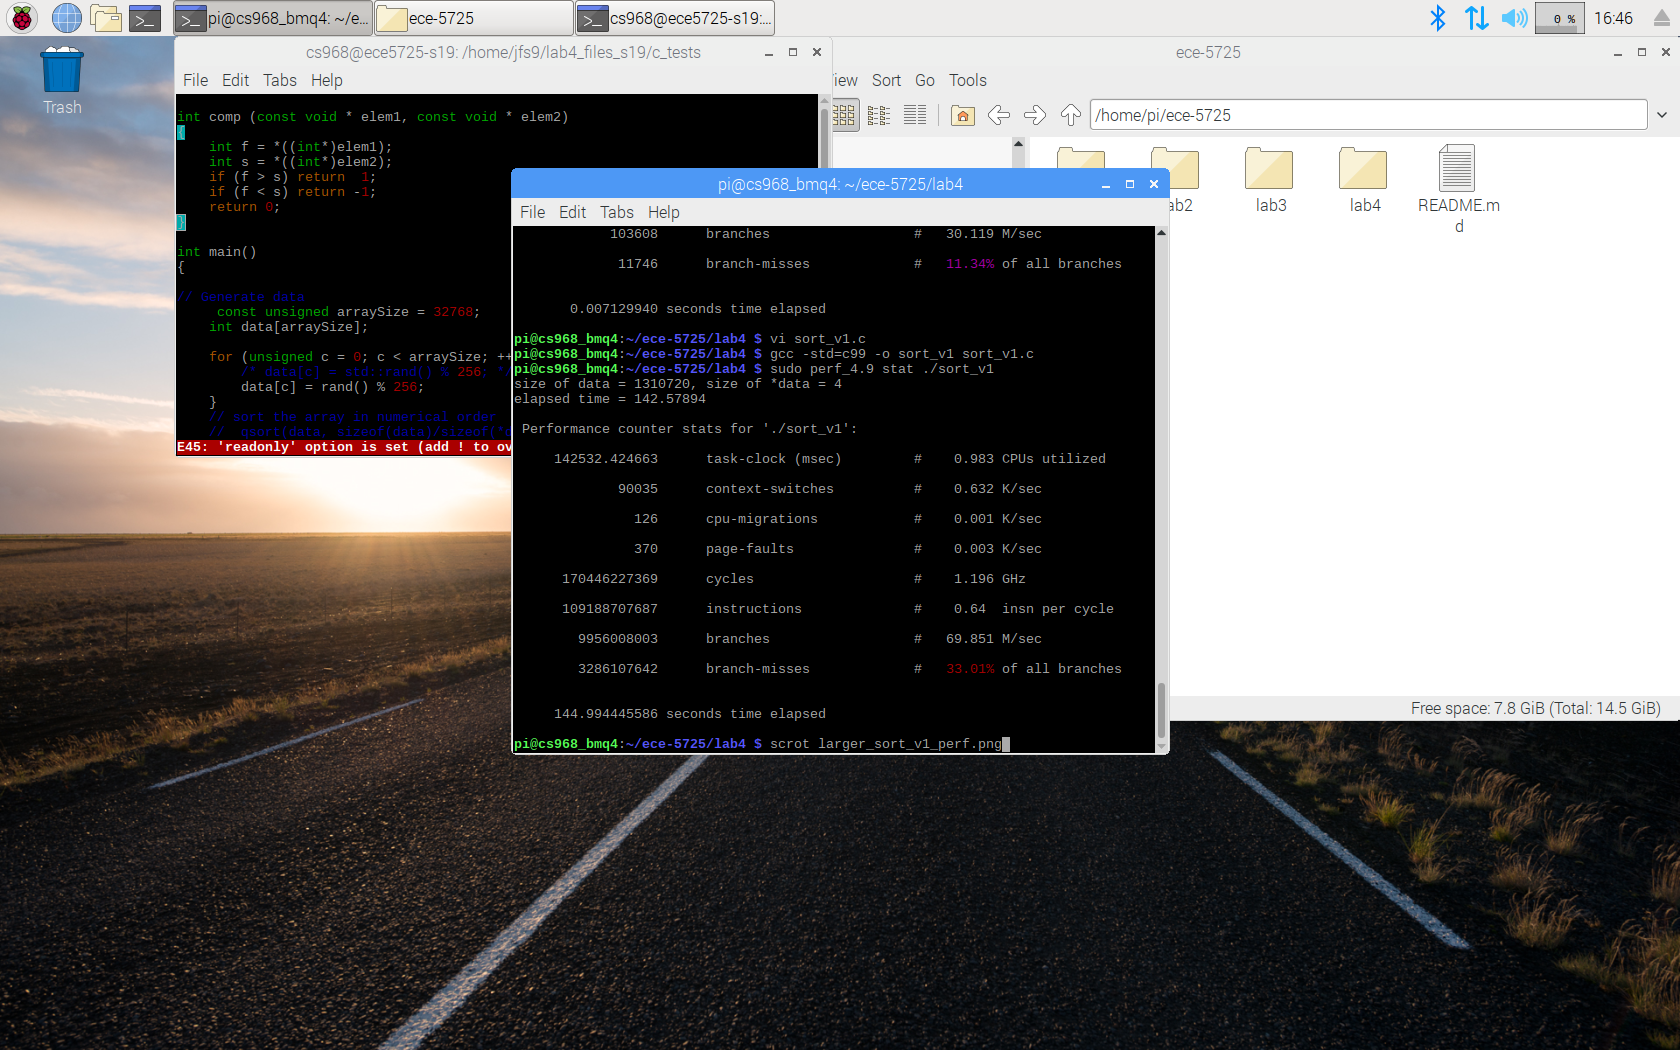 pi@cs968_bmq4: ~/e...
ece-5725
cs968@ece5725-s19:...
0 %
16:46
Trash
cs968@ece5725-s19: /home/jfs9/lab4_files_s19/c_tests
File Edit Tabs Help
int comp (const void * elem1, const void * elem2)
{
int f = *((int*)elem1);
int s = *((int*)elem2);
if (f > s) return  1;
if (f < s) return -1;
return 0;
}
int main()
{
// Generate data
const unsigned arraySize = 32768;
int data[arraySize];
for (unsigned c = 0; c < arraySize; ++
/* data[c] = std::rand() % 256; */
data[c] = rand() % 256;
}
// sort the array in numerical order
// qsort(data, sizeof(data)/sizeof(*d
E45: 'readonly' option is set (add ! to ov
ece-5725
iew Sort Go Tools
/home/pi/ece-5725
ab2
lab3
lab4
README.m
d
Free space: 7.8 GiB (Total: 14.5 GiB)
pi@cs968_bmq4: ~/ece-5725/lab4
File Edit Tabs Help
103608 branches # 30.119 M/sec
11746 branch-misses # 11.34% of all branches
0.007129940 seconds time elapsed
pi@cs968_bmq4:~/ece-5725/lab4 $ vi sort_v1.c
pi@cs968_bmq4:~/ece-5725/lab4 $ gcc -std=c99 -o sort_v1 sort_v1.c
pi@cs968_bmq4:~/ece-5725/lab4 $ sudo perf_4.9 stat ./sort_v1
size of data = 1310720, size of *data = 4
elapsed time = 142.57894
Performance counter stats for './sort_v1':
142532.424663 task-clock (msec) # 0.983 CPUs utilized
90035 context-switches # 0.632 K/sec
126 cpu-migrations # 0.001 K/sec
370 page-faults # 0.003 K/sec
170446227369 cycles # 1.196 GHz
109188707687 instructions # 0.64 insn per cycle
9956008003 branches # 69.851 M/sec
3286107642 branch-misses # 33.01% of all branches
144.994445586 seconds time elapsed
pi@cs968_bmq4:~/ece-5725/lab4 $ scrot larger_sort_v1_perf.png